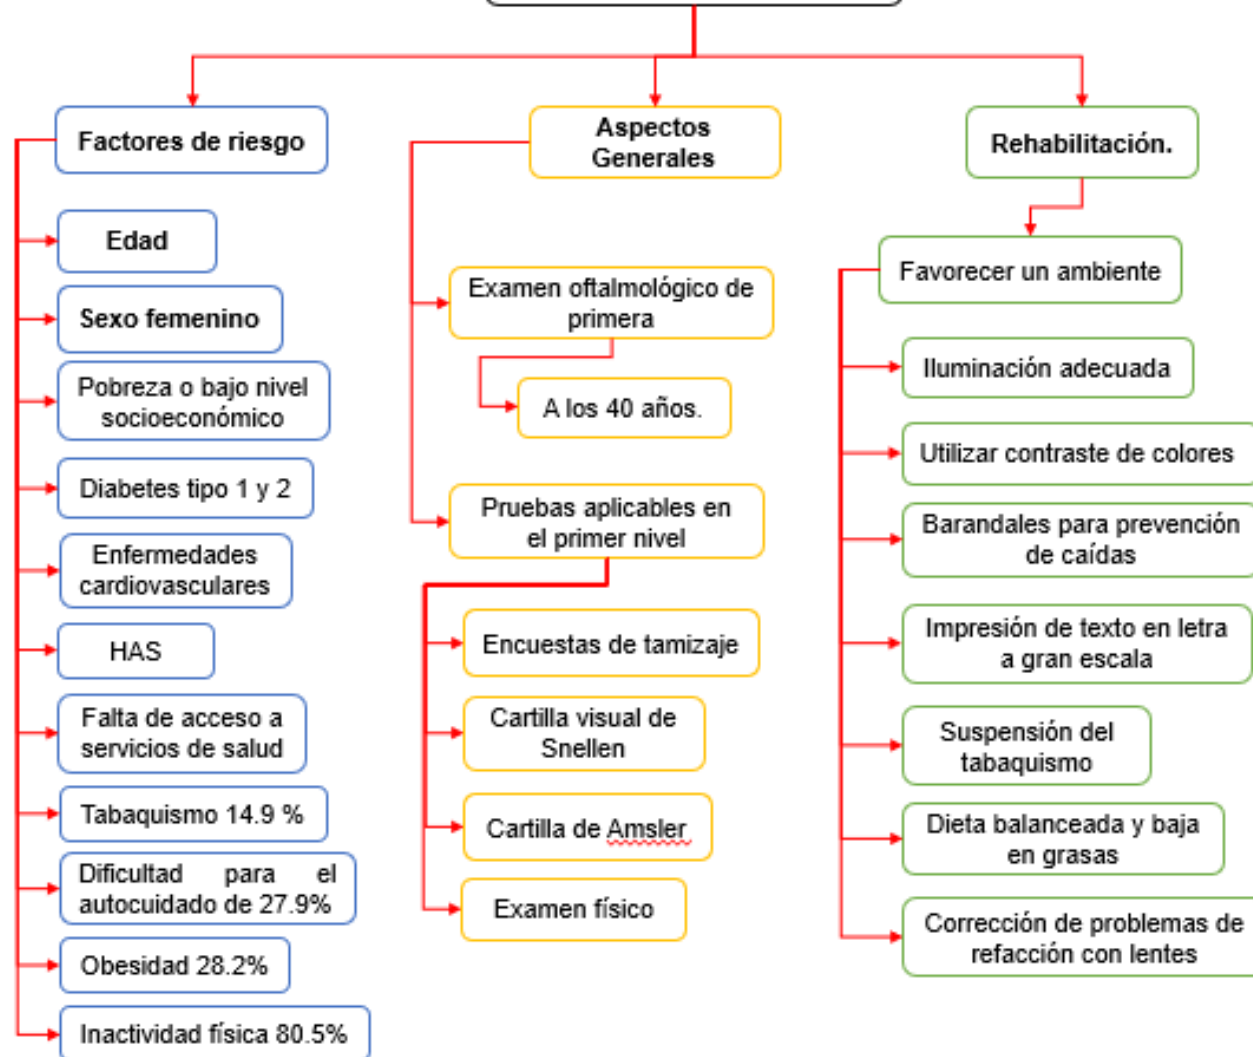 Factores de riesgo
Edad
Sexo femenino
Pobreza o bajo nivel
socioeconómico
Diabetes tipo 1 y 2
Enfermedades
cardiovasculares
HAS
Falta de acceso a
servicios de salud
Tabaquismo 14.9 %
Dificultad para el
autocuidado de 27.9%
Obesidad 28.2%
Inactividad física 80.5%
Aspectos
Generales
Examen oftalmológico de
primera
A los 40 años.
Pruebas aplicables en
el primer nivel
Encuestas de tamizaje
Cartilla visual de
Snellen
Cartilla de Amsler
Examen físico
Rehabilitación.
Favorecer un ambiente
Iluminación adecuada
Utilizar contraste de colores
Barandales para prevención
de caídas
Impresión de texto en letra
a gran escala
Suspensión del
tabaquismo
Dieta balanceada y baja
en grasas
Corrección de problemas de
refacción con lentes